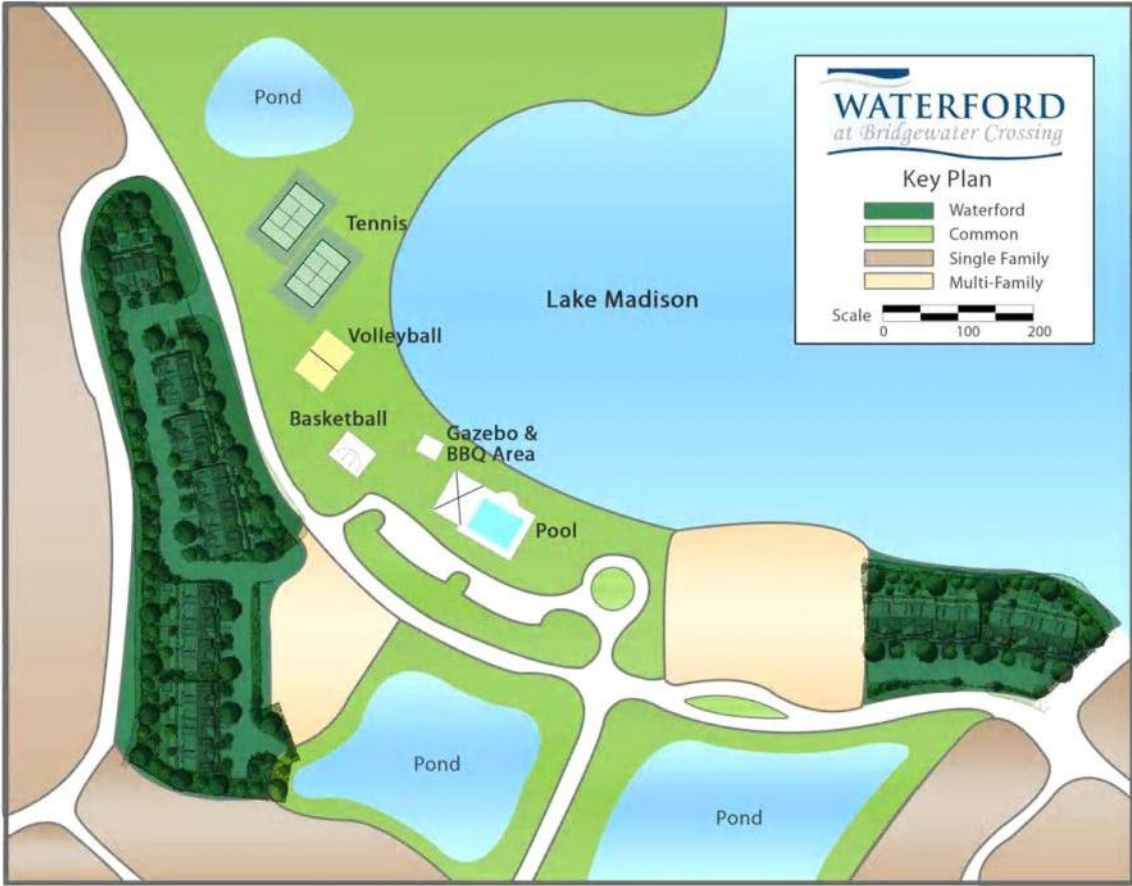 Pond
WATERFORD
at Bridgewater Crossing
Key Plan
Waterford
Common
Single Family
Multi-Family
Scale
0 100 200
Tennis
Lake Madison
Volleyball
Basketball
Gazebo &
BBQ Area
Pool
Pond
Pond